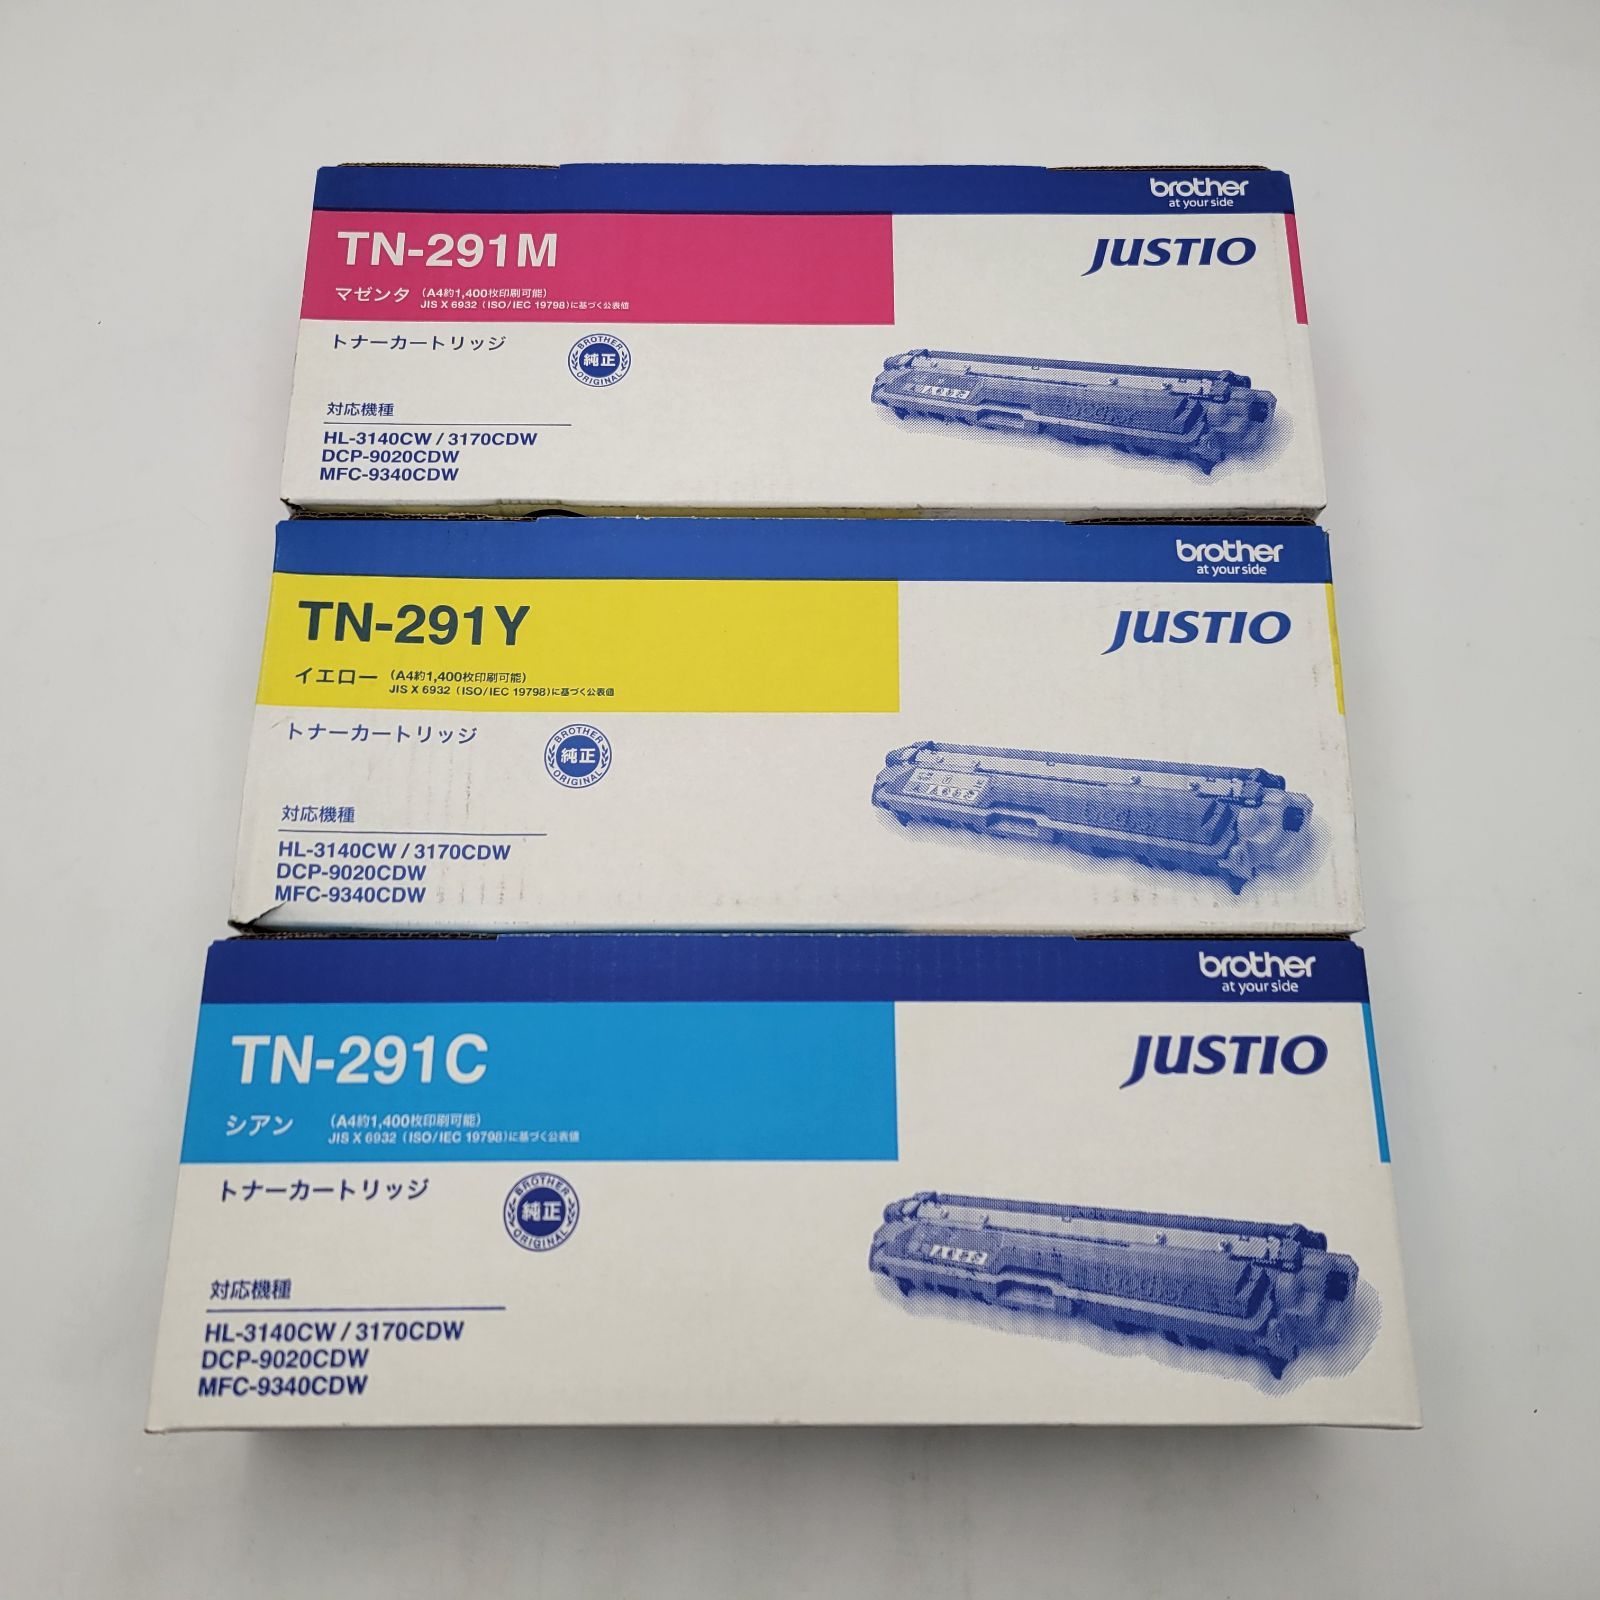 brother
at your side
TN-291M
JUSTIO
マゼンタ (A4約1,400枚印刷可能)
JIS X 6932 (ISO/IEC 19798)に基づく公表値
トナーカートリッジ
BROTHER
純正
ORIGINAL
対応機種
HL-3140CW / 3170CDW
DCP-9020CDW
MFC-9340CDW
brother
at your side
TN-291Y
JUSTIO
イエロー (A4約1,400枚印刷可能)
JIS X 6932 (ISO/IEC 19798)に基づく公表値
トナーカートリッジ
BROTHER
純正
ORIGINAL
対応機種
HL-3140CW / 3170CDW
DCP-9020CDW
MFC-9340CDW
brother
at your side
TN-291C
JUSTIO
シアン (A4約1,400枚印刷可能)
JIS X 6932 (ISO/IEC 19798)に基づく公表値
トナーカートリッジ
BROTHER
純正
ORIGINAL
対応機種
HL-3140CW / 3170CDW
DCP-9020CDW
MFC-9340CDW